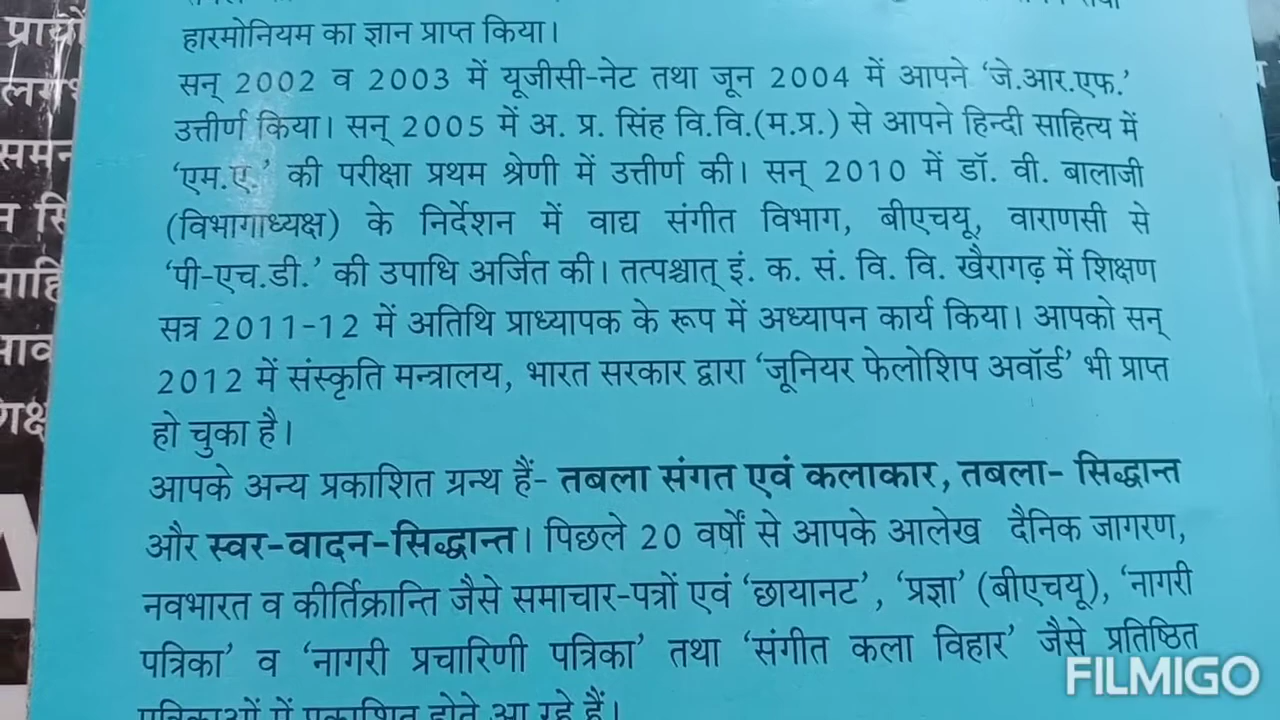 हारमोनियम का ज्ञान प्राप्त किया।
सन् 2002 व 2003 में यूजीसी-नेट तथा जून 2004 में आपने ‘जे.आर.एफ.’
उत्तीर्ण किया। सन् 2005 में अ. प्र. सिंह वि.वि.(म.प्र.) से आपने हिन्दी साहित्य में
‘एम.ए.’ की परीक्षा प्रथम श्रेणी में उत्तीर्ण की। सन् 2010 में डॉ. वी. बालाजी
(विभागाध्यक्ष) के निर्देशन में वाद्य संगीत विभाग, बीएचयू, वाराणसी से
‘पी-एच.डी.’ की उपाधि अर्जित की। तत्पश्चात् इं. क. सं. वि. वि. खैरागढ़ में शिक्षण
सत्र 2011-12 में अतिथि प्राध्यापक के रूप में अध्यापन कार्य किया। आपको सन्
2012 में संस्कृति मन्त्रालय, भारत सरकार द्वारा ‘जूनियर फेलोशिप अवॉर्ड’ भी प्राप्त
हो चुका है।
आपके अन्य प्रकाशित ग्रन्थ हैं- तबला संगत एवं कलाकार, तबला- सिद्धान्त
और स्वर-वादन-सिद्धान्त। पिछले 20 वर्षों से आपके आलेख दैनिक जागरण,
नवभारत व कीर्तिक्रान्ति जैसे समाचार-पत्रों एवं ‘छायानट’, ‘प्रज्ञा’ (बीएचयू), ‘नागरी
पत्रिका’ व ‘नागरी प्रचारिणी पत्रिका’ तथा ‘संगीत कला विहार’ जैसे प्रतिष्ठित
पत्रिकाओं में प्रकाशित होते आ रहे हैं।
FILMIGO